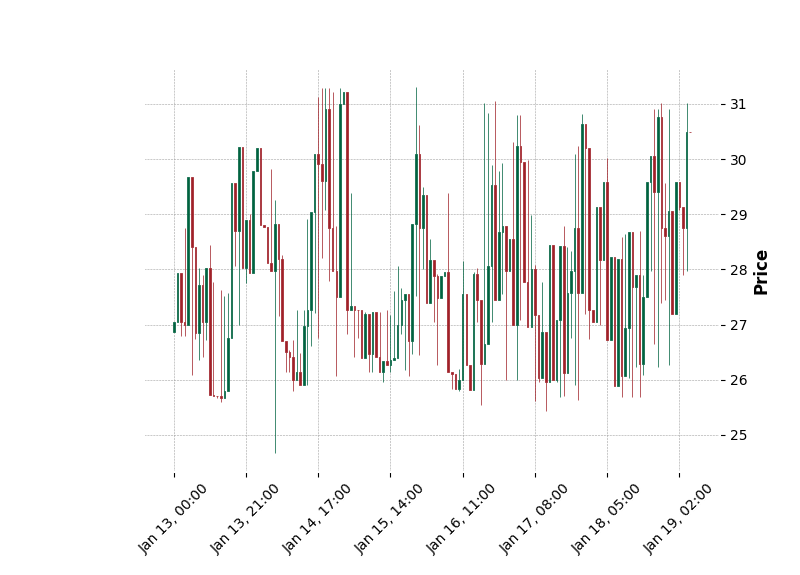 31
30
29
28
27
26
25
Price
Jan 13, 00:00
Jan 13, 21:00
Jan 14, 17:00
Jan 15, 14:00
Jan 16, 11:00
Jan 17, 08:00
Jan 18, 05:00
Jan 19, 02:00